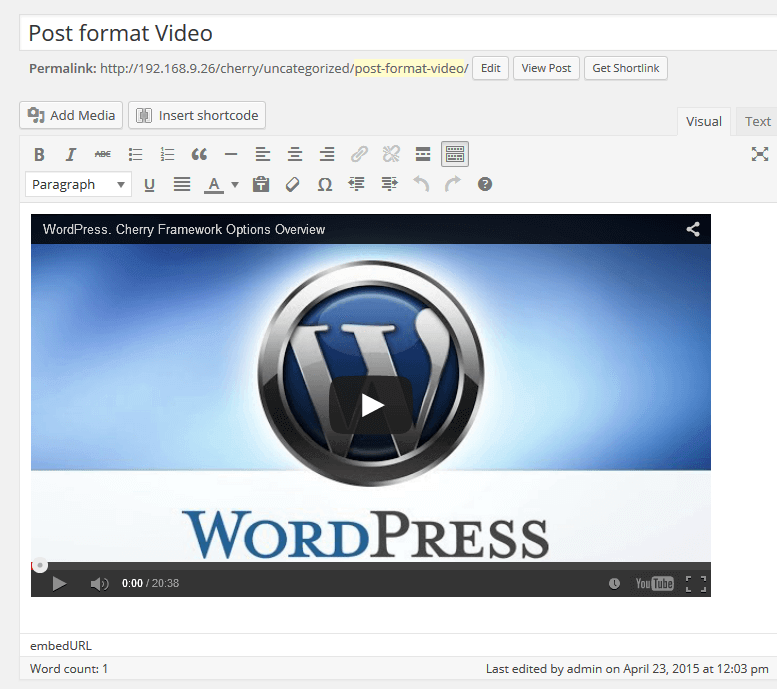 Post format Video
Permalink: http://192.168.9.26/cherry/uncategorized/post-format-video/ Edit View Post Get Shortlink
Add Media Insert shortcode
Visual Text
B I ABC
Paragraph U A T Ω ?
WordPress. Cherry Framework Options Overview
W
WORDPRESS
0:00 / 20:38 YouTube
embedURL
Word count: 1 Last edited by admin on April 23, 2015 at 12:03 pm